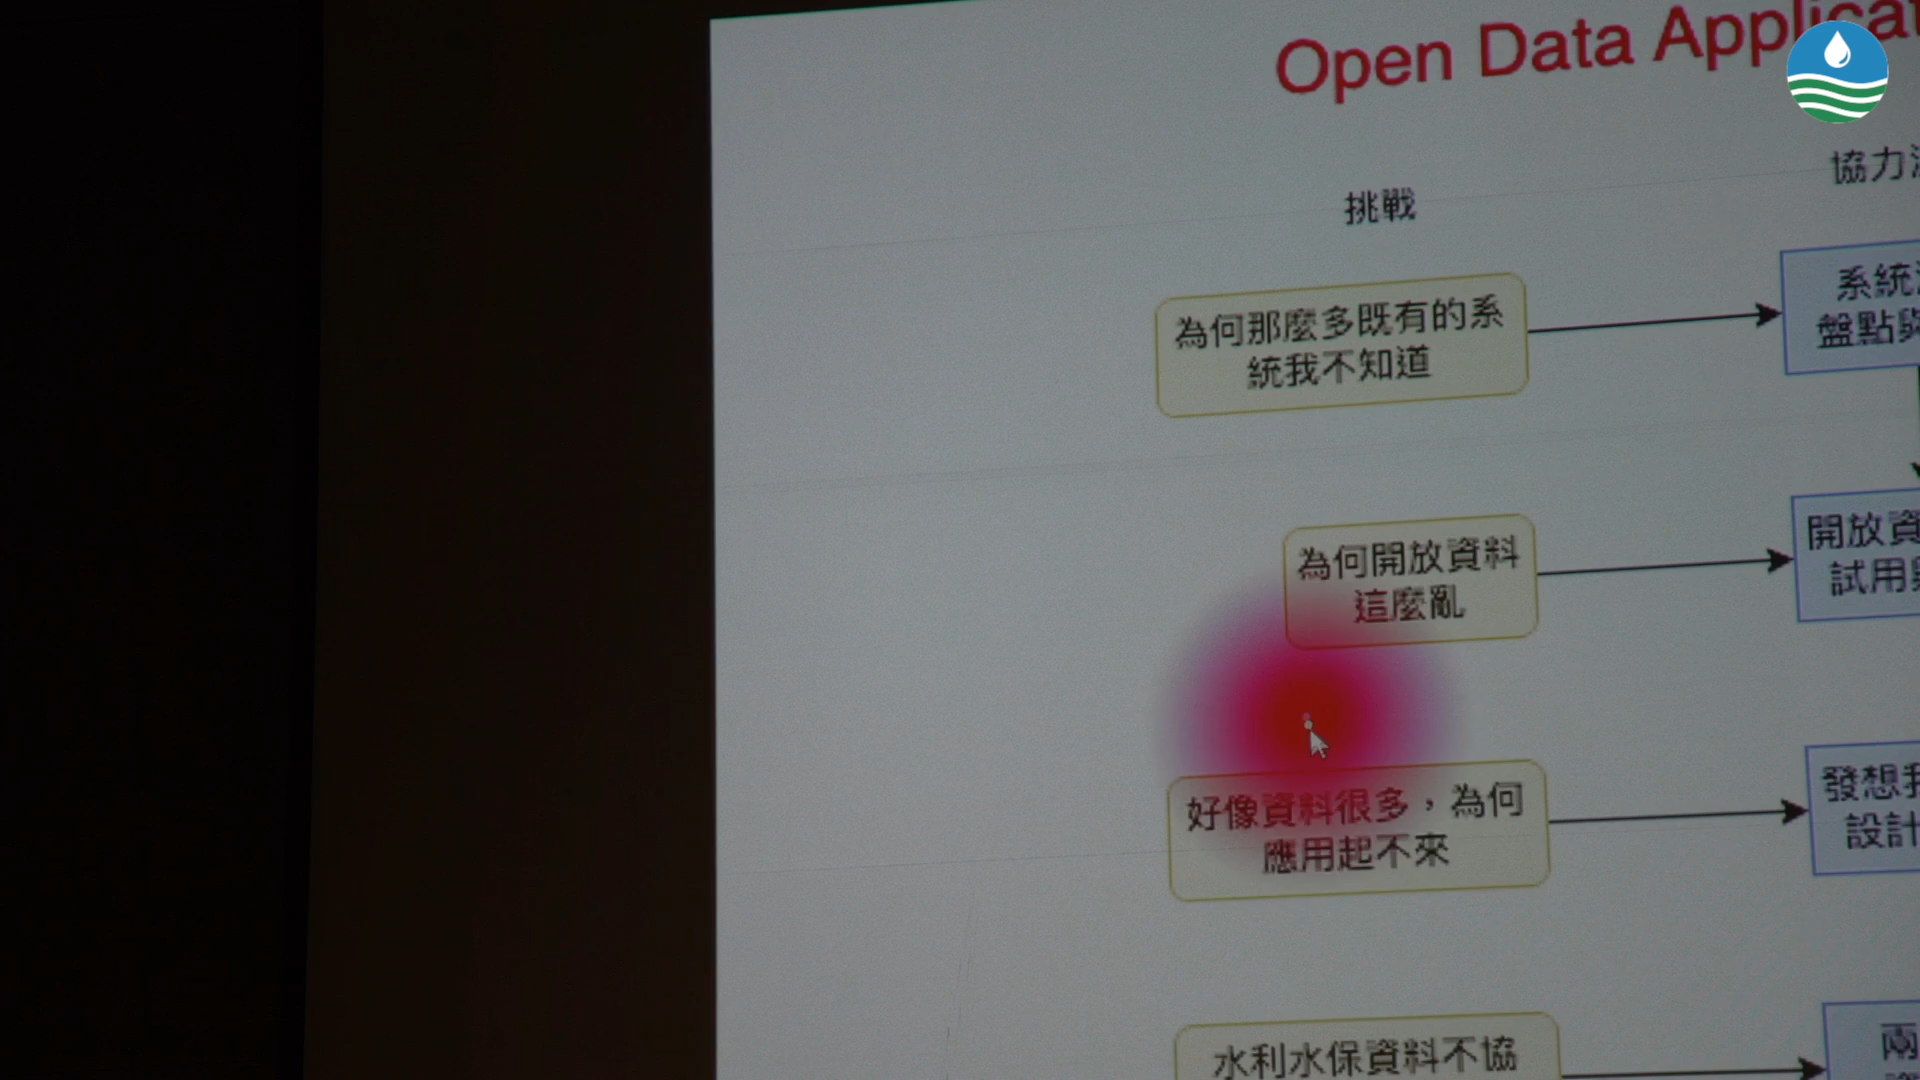 Open Data Applicat
挑戰
協力
為何那麼多既有的系
統我不知道
系統
盤點與
為何開放資料
這麼亂
開放資
試用
好像資料很多，為何
應用起不來
發想
設計
水利水保資料不協
兩